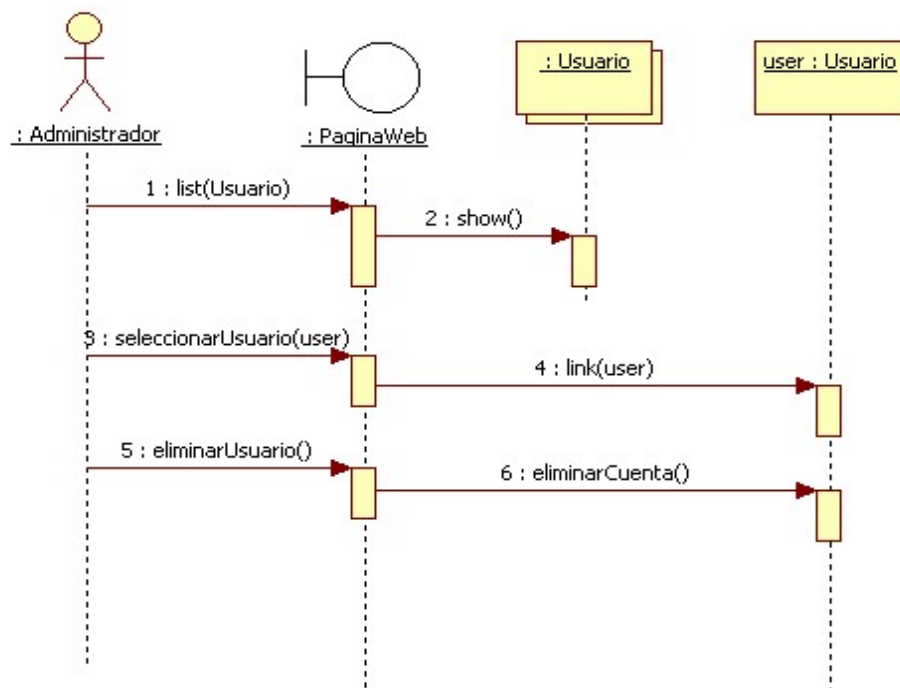 : Usuario
user : Usuario
: Administrador
: PaginaWeb
1 : list(Usuario)
2 : show()
3 : seleccionarUsuario(user)
4 : link(user)
5 : eliminarUsuario()
6 : eliminarCuenta()